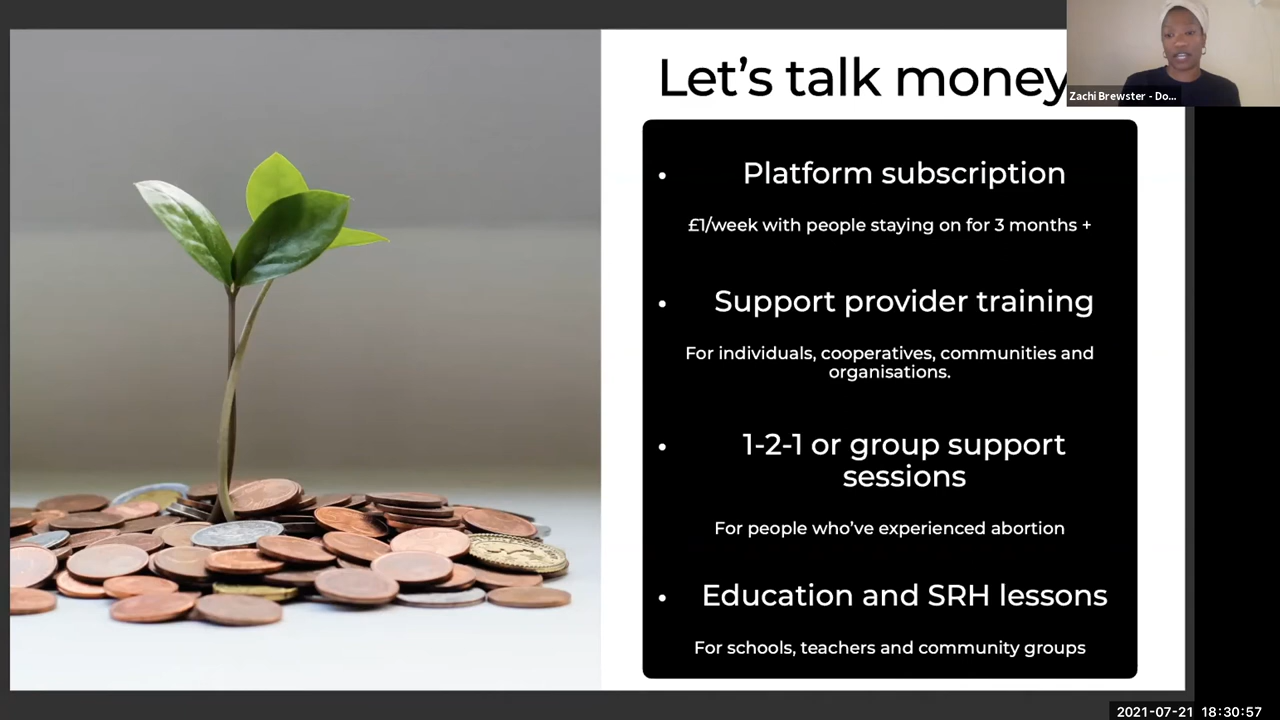 Let's talk money
Zachi Brewster - Do...
• Platform subscription
£1/week with people staying on for 3 months +
• Support provider training
For individuals, cooperatives, communities and
organisations.
• 1-2-1 or group support
sessions
For people who've experienced abortion
• Education and SRH lessons
For schools, teachers and community groups
2021-07-21 18:30:57